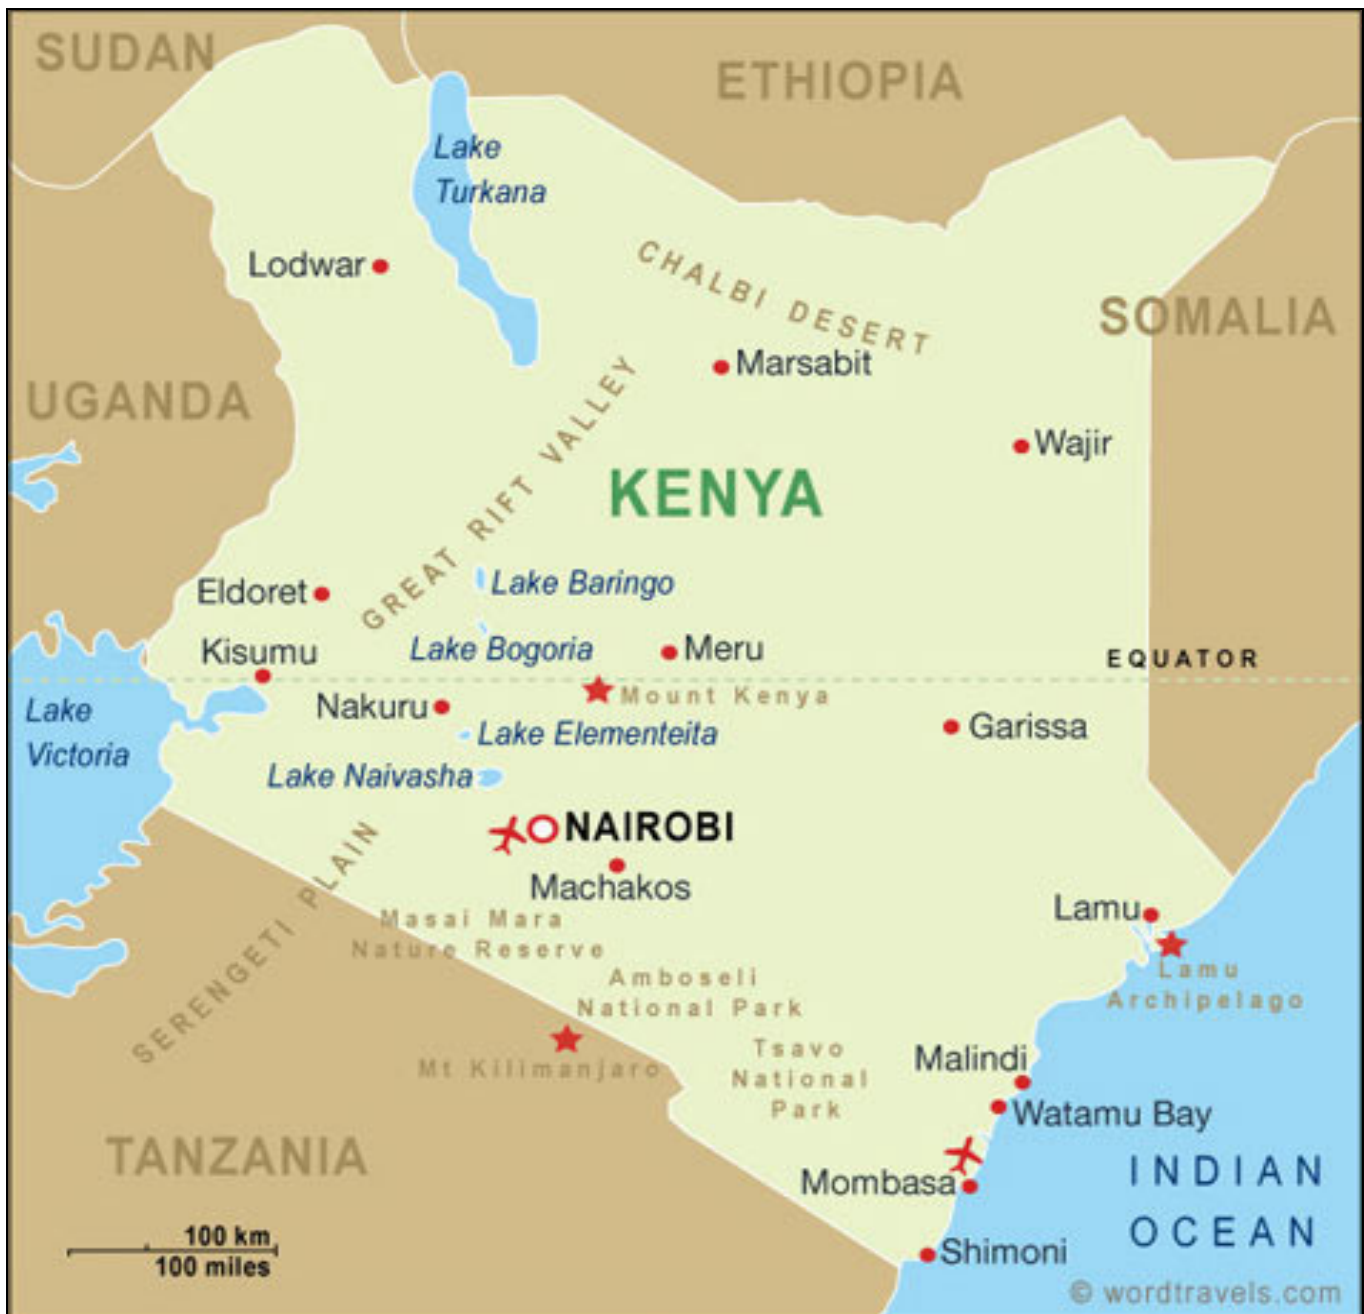 SUDAN
ETHIOPIA
Lake
Turkana
Lodwar
CHALBI DESERT
SOMALIA
Marsabit
UGANDA
GREAT RIFT VALLEY
Wajir
KENYA
Eldoret
Lake Baringo
Kisumu
Lake Bogoria
Meru
EQUATOR
Mount Kenya
Lake
Victoria
Nakuru
Lake Elementeita
Garissa
Lake Naivasha
NAIROBI
Machakos
SERENGETI PLAIN
Masai Mara
Nature Reserve
Lamu
Lamu
Archipelago
Amboseli
National Park
Mt Kilimanjaro
Tsavo
National
Park
Malindi
Watamu Bay
TANZANIA
Mombasa
INDIAN
OCEAN
Shimoni
100 km
100 miles
© wordtravels.com